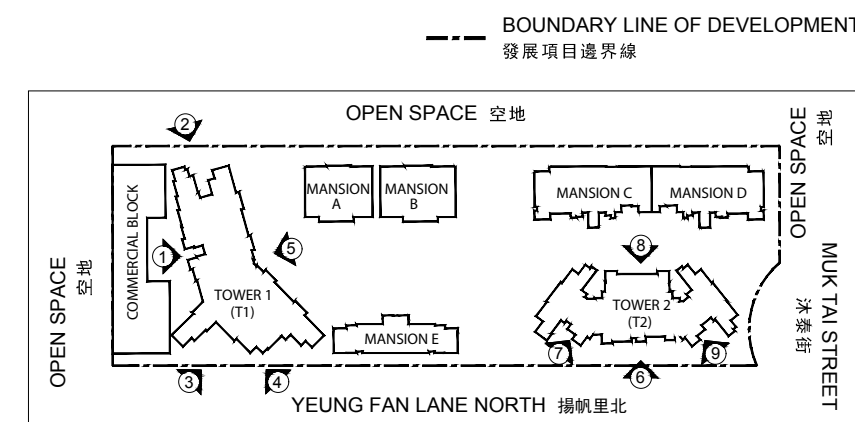 BOUNDARY LINE OF DEVELOPMENT
發展項目邊界線
OPEN SPACE 空地
2
OPEN SPACE
空地
COMMERCIAL BLOCK
MANSION
A
MANSION
B
MANSION C
MANSION D
1
5
8
OPEN SPACE
空地
TOWER 1
(T1)
TOWER 2
(T2)
MUK TAI STREET
沐泰街
MANSION E
7
9
3
4
6
YEUNG FAN LANE NORTH 揚帆里北